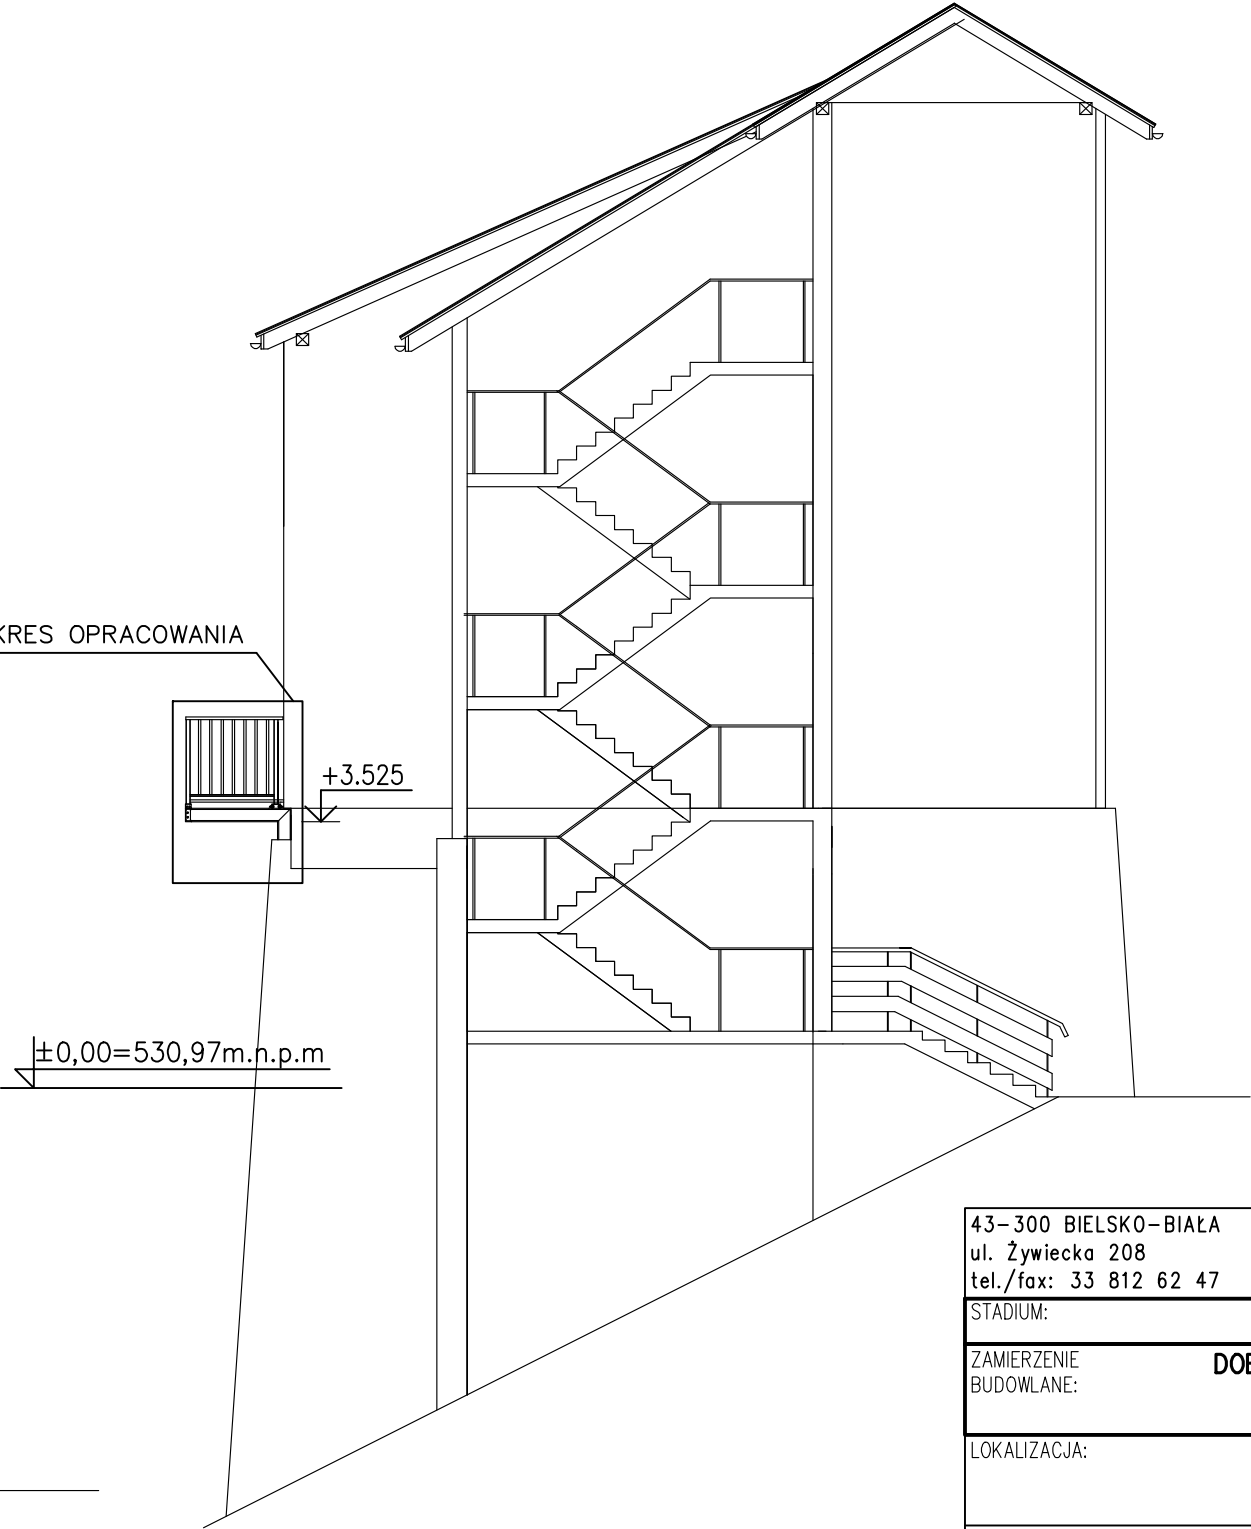 KRES OPRACOWANIA
+3.525
±0,00=530,97m.n.p.m
43-300 BIELSKO-BIAŁA
ul. Żywiecka 208
tel./fax: 33 812 62 47
STADIUM:
ZAMIERZENIE
BUDOWLANE:
LOKALIZACJA: